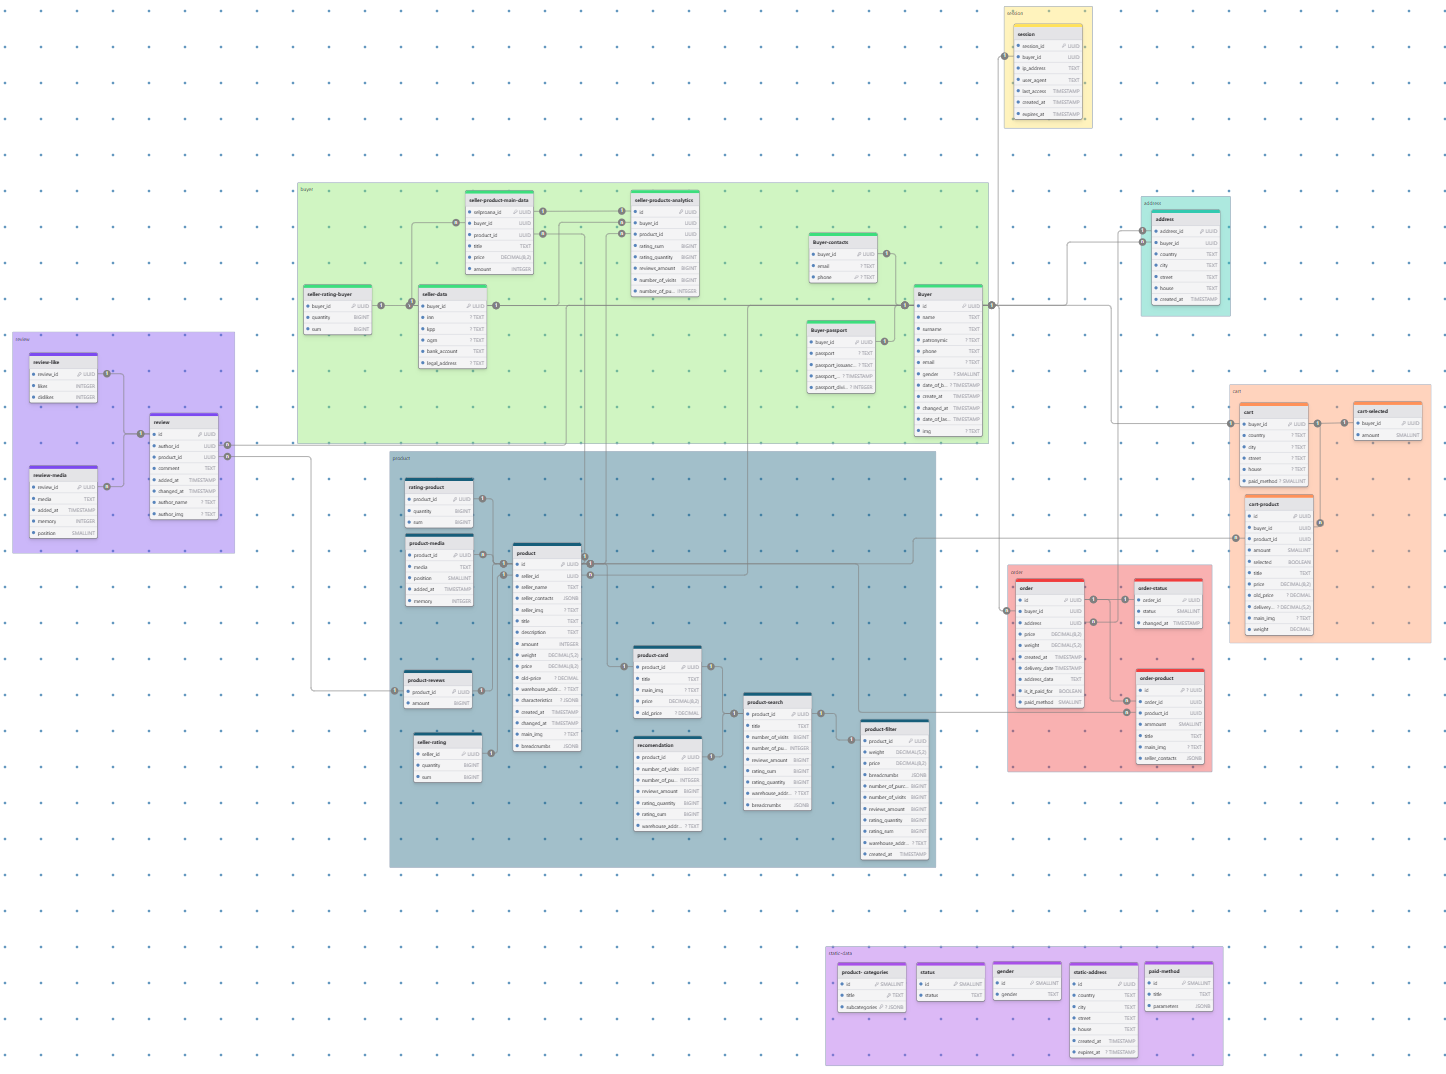 session
session
session_id UUID
buyer_id UUID
ip_address TEXT
user_agent TEXT
last_access TIMESTAMP
created_at TIMESTAMP
expires_at TIMESTAMP
buyer
seller-product-main-data
selproana_id UUID
buyer_id UUID
product_id UUID
title TEXT
price DECIMAL(8,2)
amount INTEGER
seller-products-analytics
id UUID
buyer_id UUID
product_id UUID
rating_sum BIGINT
rating_quantity BIGINT
reviews_amount BIGINT
number_of_visits BIGINT
number_of_pu... INTEGER
seller-rating-buyer
buyer_id UUID
quantity BIGINT
sum BIGINT
seller-data
buyer_id UUID
inn ? TEXT
kpp ? TEXT
ogrn ? TEXT
bank_account ? TEXT
legal_address ? TEXT
Buyer-contacts
buyer_id UUID
email ? TEXT
phone ? TEXT
Buyer-passport
buyer_id UUID
passport ? TEXT
passport_issuanc... ? TEXT
passport_... ? TIMESTAMP
passport_divi... ? INTEGER
Buyer
id UUID
name TEXT
surname TEXT
patronymic TEXT
phone TEXT
email ? TEXT
gender ? SMALLINT
date_of_b... ? TIMESTAMP
create_at TIMESTAMP
changed_at TIMESTAMP
date_of_las... ? TIMESTAMP
img ? TEXT
address
address
address_id UUID
buyer_id UUID
country TEXT
city TEXT
street TEXT
house TEXT
created_at TIMESTAMP
review
review-like
review_id UUID
likes INTEGER
dislikes INTEGER
review
id UUID
author_id UUID
product_id UUID
comment TEXT
added_at TIMESTAMP
changed_at TIMESTAMP
author_name ? TEXT
author_img ? TEXT
review-media
review_id UUID
media TEXT
added_at TIMESTAMP
memory INTEGER
position SMALLINT
cart
cart
buyer_id UUID
country ? TEXT
city ? TEXT
street ? TEXT
house ? TEXT
paid_method ? SMALLINT
cart-selected
buyer_id UUID
amount SMALLINT
cart-product
id UUID
buyer_id UUID
product_id UUID
amount SMALLINT
selected BOOLEAN
title TEXT
price DECIMAL(8,2)
old_price ? DECIMAL
delivery... ? DECIMAL(5,2)
main_img ? TEXT
weight DECIMAL
product
rating-product
product_id UUID
quantity BIGINT
sum BIGINT
product-media
product_id UUID
media TEXT
position SMALLINT
added_at TIMESTAMP
memory INTEGER
product
id UUID
seller_id UUID
seller_name TEXT
seller_contacts JSONB
seller_img ? TEXT
title TEXT
description TEXT
amount INTEGER
weight DECIMAL(5,2)
price DECIMAL(8,2)
old-price ? DECIMAL
warehouse_addr... ? TEXT
characteristics ? JSONB
created_at TIMESTAMP
changed_at TIMESTAMP
main_img ? TEXT
breadcrumbs JSONB
product-reviews
product_id UUID
amount BIGINT
seller-rating
seller_id UUID
quantity BIGINT
sum BIGINT
product-card
product_id UUID
title TEXT
main_img ? TEXT
price DECIMAL(8,2)
old_price ? DECIMAL
recomendation
product_id UUID
number_of_visits BIGINT
number_of_pu... INTEGER
reviews_amount BIGINT
rating_quantity BIGINT
rating_sum BIGINT
warehouse_addr... ? TEXT
product-search
product_id UUID
title TEXT
number_of_visits BIGINT
number_of_pu... INTEGER
reviews_amount BIGINT
rating_sum BIGINT
rating_quantity BIGINT
warehouse_addr... ? TEXT
breadcrumbs JSONB
product-filter
product_id UUID
weight DECIMAL(5,2)
price DECIMAL(8,2)
breadcrumbs JSONB
number_of_purc... BIGINT
number_of_visits BIGINT
reviews_amount BIGINT
rating_quantity BIGINT
rating_sum BIGINT
warehouse_addr... ? TEXT
created_at TIMESTAMP
order
order
id UUID
buyer_id UUID
address UUID
price DECIMAL(8,2)
weight DECIMAL(5,2)
created_at TIMESTAMP
delivery_date TIMESTAMP
address_data TEXT
is_it_paid_for BOOLEAN
paid_method SMALLINT
order-status
order_id UUID
status SMALLINT
changed_at TIMESTAMP
order-product
id ? UUID
order_id UUID
product_id UUID
ammount SMALLINT
title TEXT
main_img ? TEXT
seller_contacts JSONB
static-data
product- categories
id SMALLINT
title TEXT
subcategories ? JSONB
status
id SMALLINT
status TEXT
gender
id SMALLINT
gender TEXT
static-address
id UUID
country TEXT
city TEXT
street TEXT
house TEXT
created_at TIMESTAMP
expires_at ? TIMESTAMP
paid-method
id SMALLINT
title TEXT
parameters JSONB